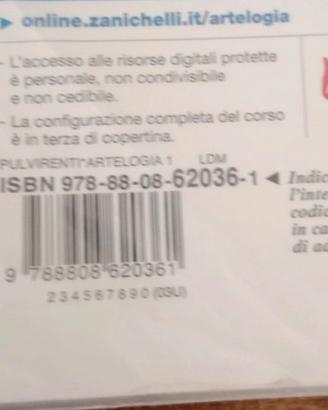 ▶ online.zanichelli.it/artelogia
- L'accesso alle risorse digitali protette
è personale, non condivisibile
e non cedibile.
- La configurazione completa del corso
è in terza di copertina.
PULVIRENTI*ARTELOGIA 1 LDM
ISBN 978-88-08-62036-1 ◄ Indic
l'inte
codic
in ca
di ac
9 788808 620361
2 3 4 5 6 7 8 9 0 (03U)